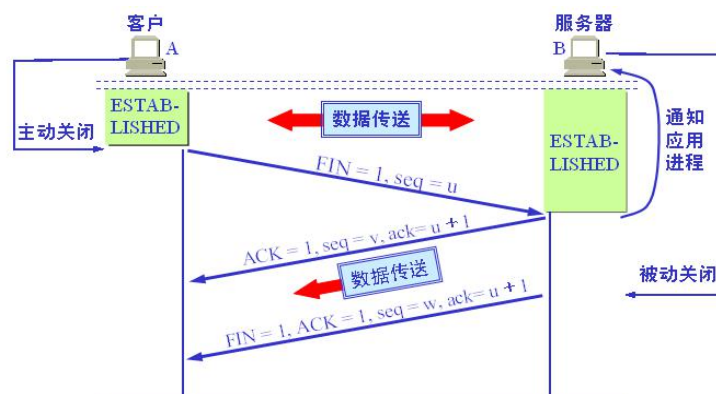 客户
A
服务器
B
ESTAB-
LISHED
主动关闭
数据传送
ESTAB-
LISHED
通知
应用
进程
FIN = 1, seq = u
ACK = 1, seq = v, ack= u + 1
数据传送
被动关闭
FIN = 1, ACK = 1, seq = w, ack= u + 1